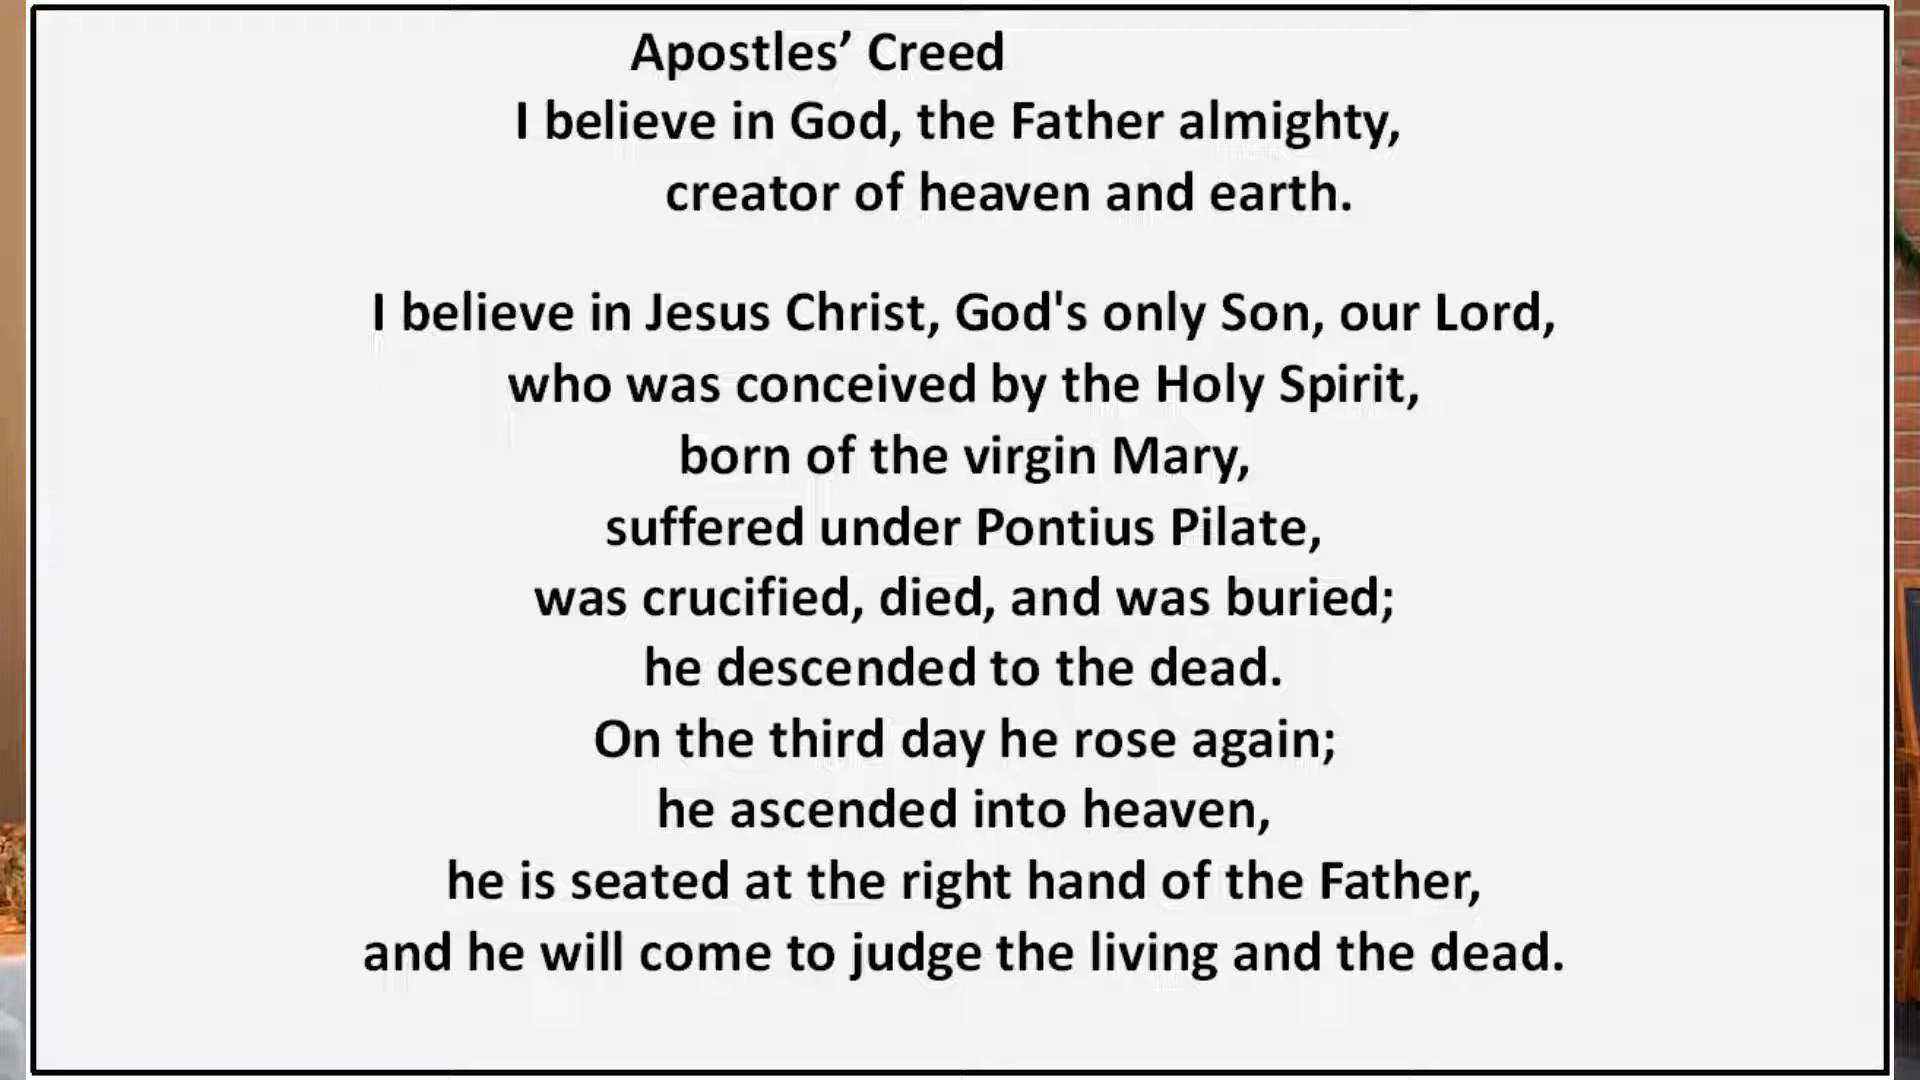 Apostles’ Creed
I believe in God, the Father almighty,
creator of heaven and earth.
I believe in Jesus Christ, God's only Son, our Lord,
who was conceived by the Holy Spirit,
born of the virgin Mary,
suffered under Pontius Pilate,
was crucified, died, and was buried;
he descended to the dead.
On the third day he rose again;
he ascended into heaven,
he is seated at the right hand of the Father,
and he will come to judge the living and the dead.